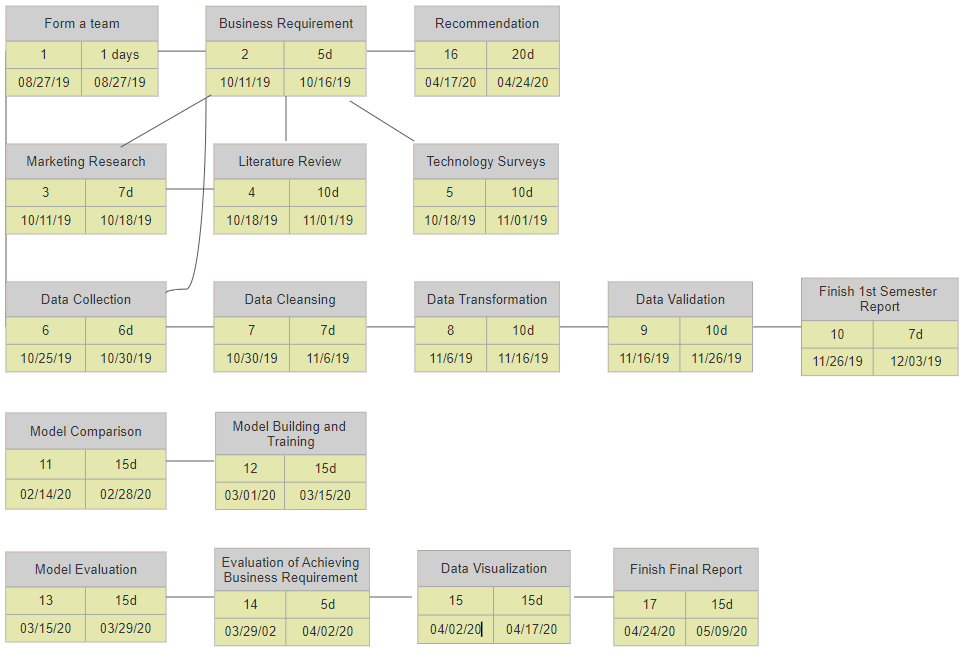 Form a team
1 1 days
08/27/19 08/27/19
Business Requirement
2 5d
10/11/19 10/16/19
Recommendation
16 20d
04/17/20 04/24/20
Marketing Research
3 7d
10/11/19 10/18/19
Literature Review
4 10d
10/18/19 11/01/19
Technology Surveys
5 10d
10/18/19 11/01/19
Data Collection
6 6d
10/25/19 10/30/19
Data Cleansing
7 7d
10/30/19 11/6/19
Data Transformation
8 10d
11/6/19 11/16/19
Data Validation
9 10d
11/16/19 11/26/19
Finish 1st Semester
Report
10 7d
11/26/19 12/03/19
Model Comparison
11 15d
02/14/20 02/28/20
Model Building and
Training
12 15d
03/01/20 03/15/20
Model Evaluation
13 15d
03/15/20 03/29/20
Evaluation of Achieving
Business Requirement
14 5d
03/29/02 04/02/20
Data Visualization
15 15d
04/02/20 04/17/20
Finish Final Report
17 15d
04/24/20 05/09/20